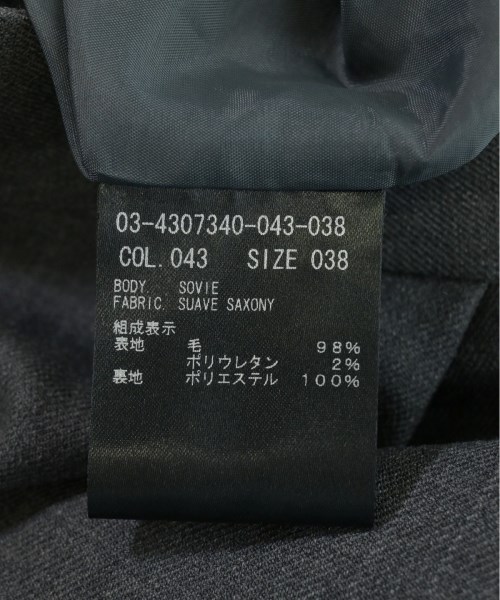 03-4307340-043-038
COL. 043 SIZE 038
BODY. SOVIE
FABRIC. SUAVE SAXONY
組成表示
表地 毛 98%
ポリウレタン 2%
裏地 ポリエステル 100%